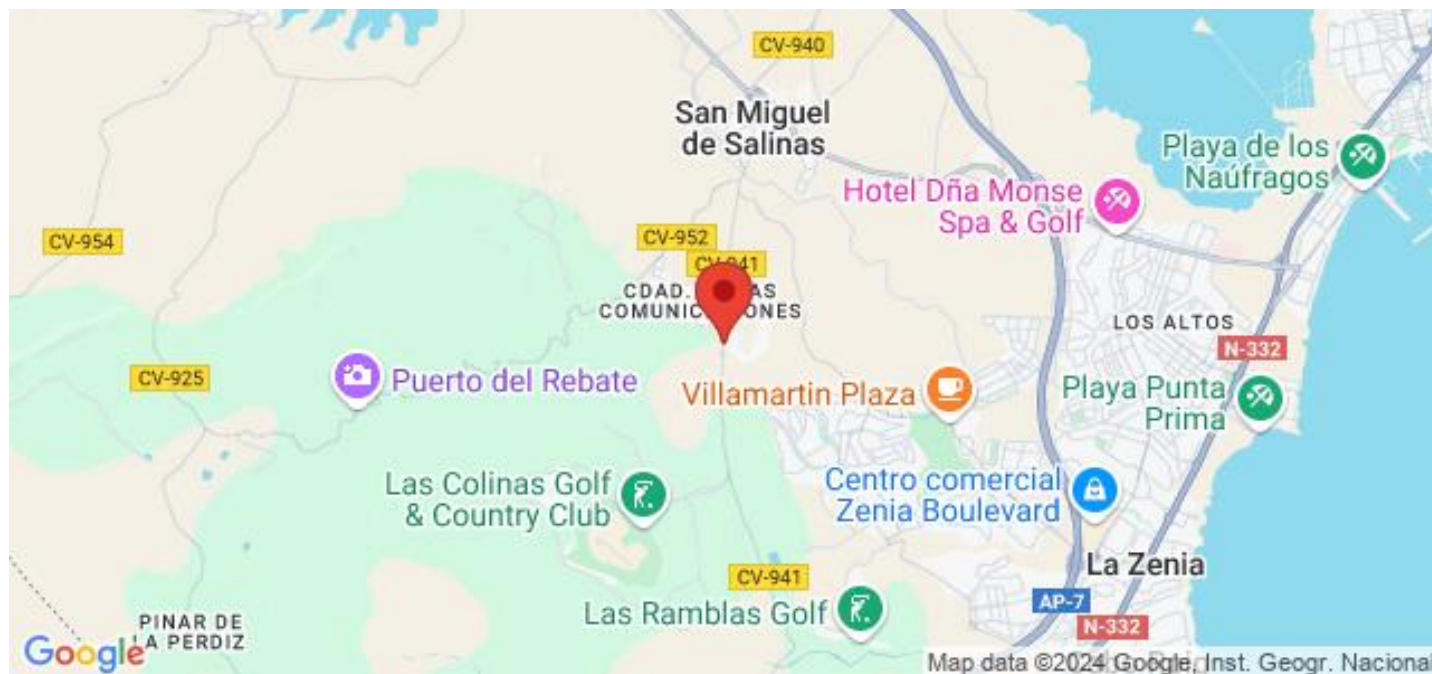 CV-940
San Miguel
de Salinas
Playa de los
Naúfragos
Hotel Dña Monse
Spa & Golf
CV-954
CV-952
CV-941
CDAD.
COMUNIC
ONES
LOS ALTOS
N-332
CV-925
Puerto del Rebate
Villamartin Plaza
Playa Punta
Prima
Las Colinas Golf
& Country Club
Centro comercial
Zenia Boulevard
La Zenia
CV-941
AP-7
Las Ramblas Golf
N-332
PINAR DE
LA PERDIZ
Google
Map data ©2024 Google, Inst. Geogr. Nacional